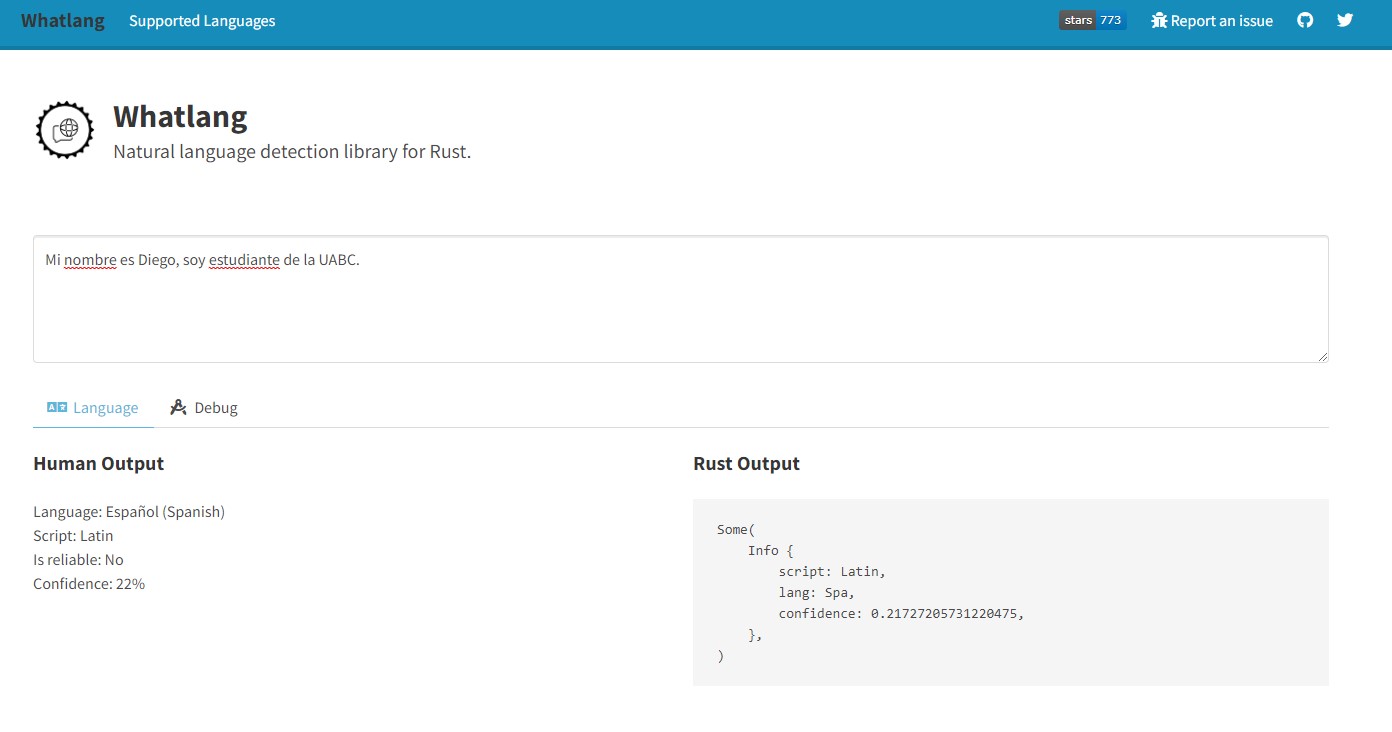 Whatlang Supported Languages stars 773 Report an issue
Whatlang
Natural language detection library for Rust.
Mi nombre es Diego, soy estudiante de la UABC.
Language Debug
Human Output
Language: Español (Spanish)
Script: Latin
Is reliable: No
Confidence: 22%
Rust Output
Some(
    Info {
        script: Latin,
        lang: Spa,
        confidence: 0.21727205731220475,
    },
)